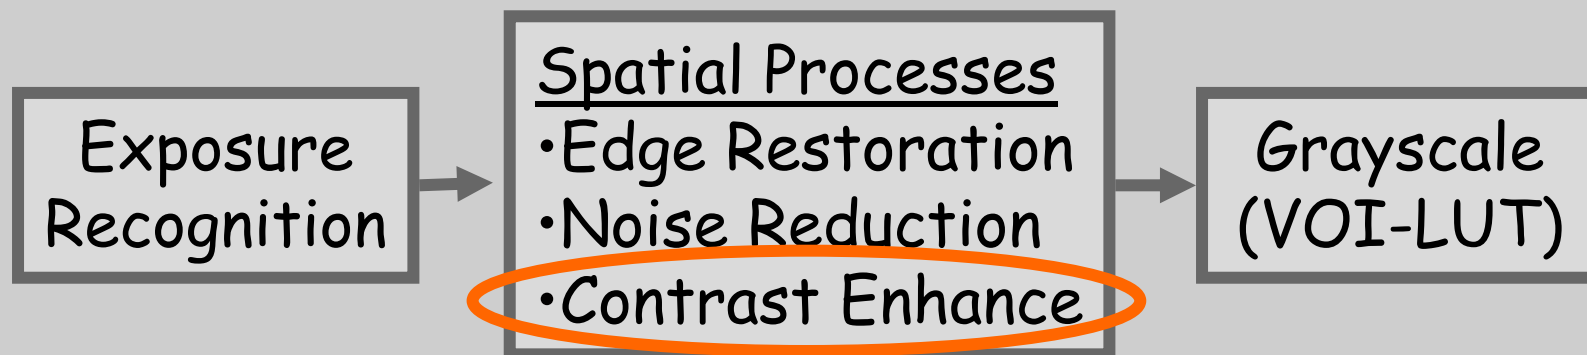 Exposure
Recognition
Spatial Processes
•Edge Restoration
•Noise Reduction
•Contrast Enhance
Grayscale
(VOI-LUT)